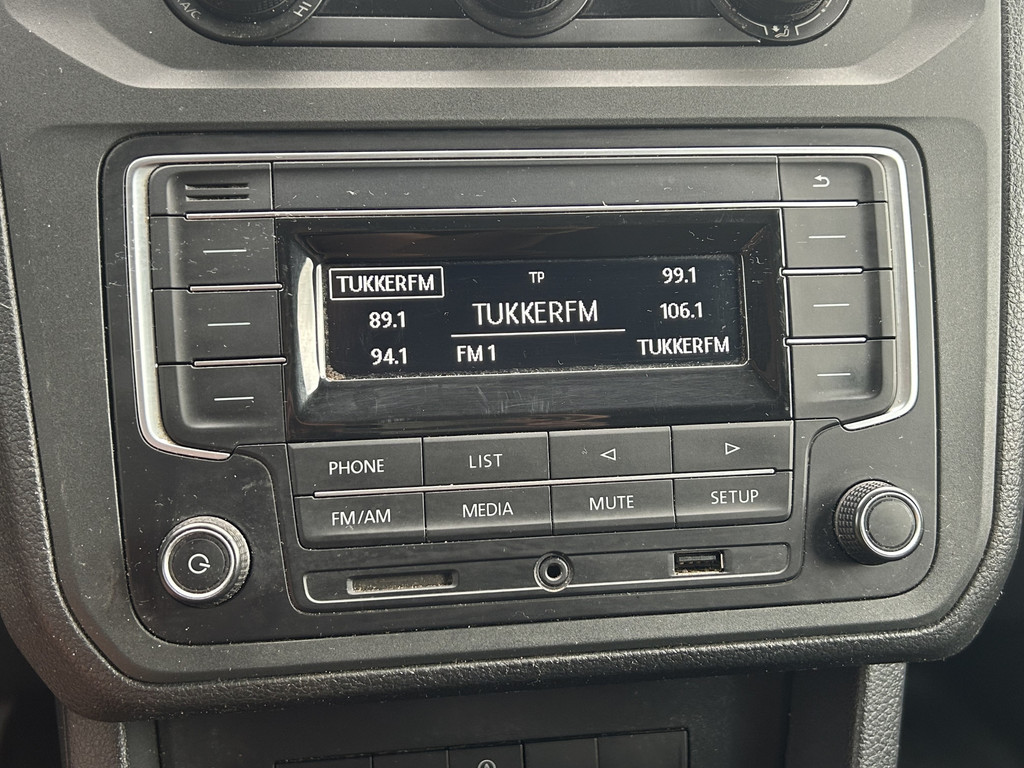 A/C
HI
TUKKERFM
TP
99.1
89.1
TUKKERFM
106.1
94.1
FM 1
TUKKERFM
PHONE
LIST
FM/AM
MEDIA
MUTE
SETUP